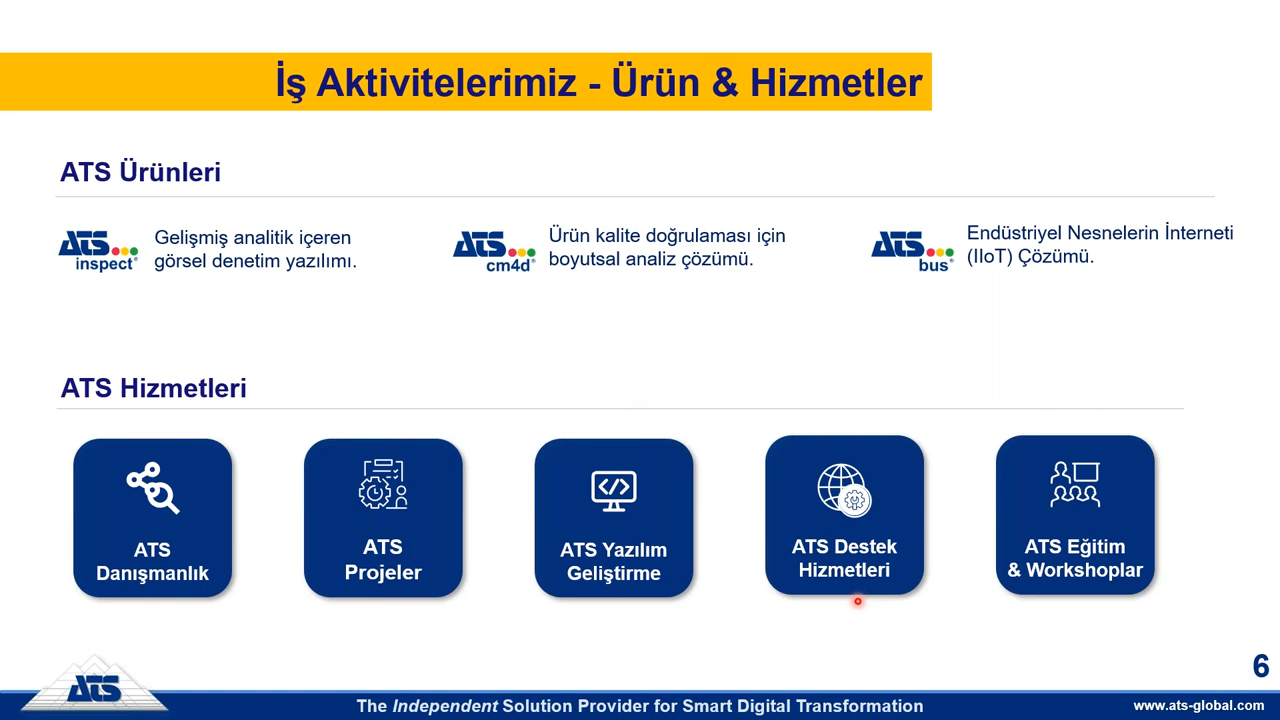 İş Aktivitelerimiz - Ürün & Hizmetler
ATS Ürünleri
ATS
inspect®
Gelişmiş analitik içeren
görsel denetim yazılımı.
ATS
cm4d®
Ürün kalite doğrulaması için
boyutsal analiz çözümü.
ATS
bus®
Endüstriyel Nesnelerin İnterneti
(IIoT) Çözümü.
ATS Hizmetleri
ATS
Danışmanlık
ATS
Projeler
ATS Yazılım
Geliştirme
ATS Destek
Hizmetleri
ATS Eğitim
& Workshoplar
6
ATS
The Independent Solution Provider for Smart Digital Transformation
www.ats-global.com